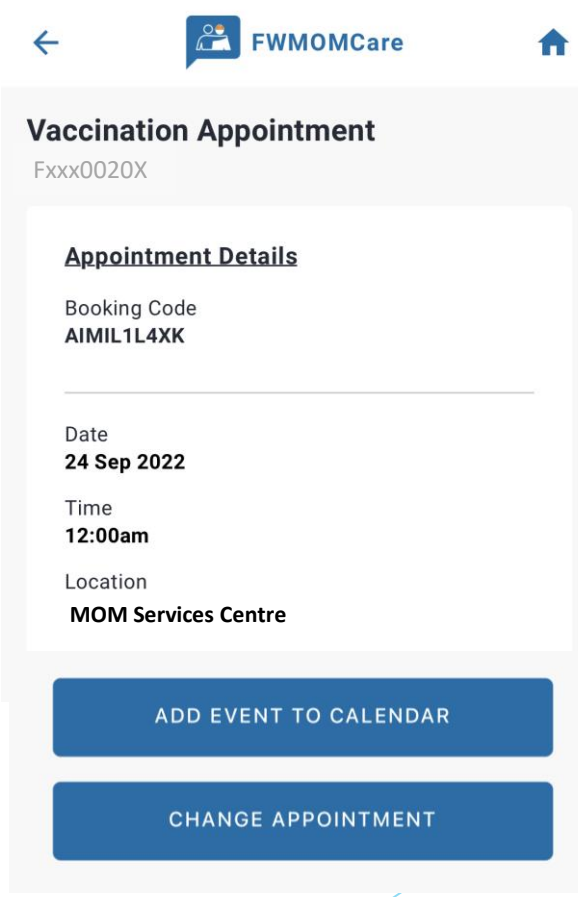 FWMOMCare
Vaccination Appointment
Fxxx0020X
Appointment Details
Booking Code
AIMIL1L4XK
Date
24 Sep 2022
Time
12:00am
Location
MOM Services Centre
ADD EVENT TO CALENDAR
CHANGE APPOINTMENT